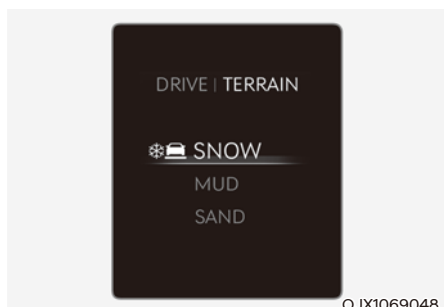 DRIVE | TERRAIN
SNOW
MUD
SAND
OJX1069048